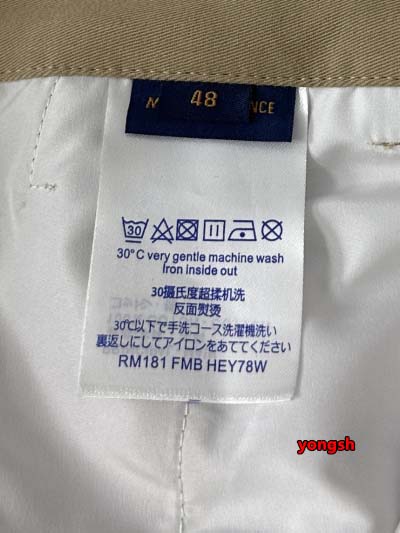 48
NCE
30
30°C very gentle machine wash
Iron inside out
30摄氏度超柔机洗
反面熨烫
30℃以下で手洗コース洗濯機洗い
裏返しにしてアイロンをあててください
RM181 FMB HEY78W
yongsh